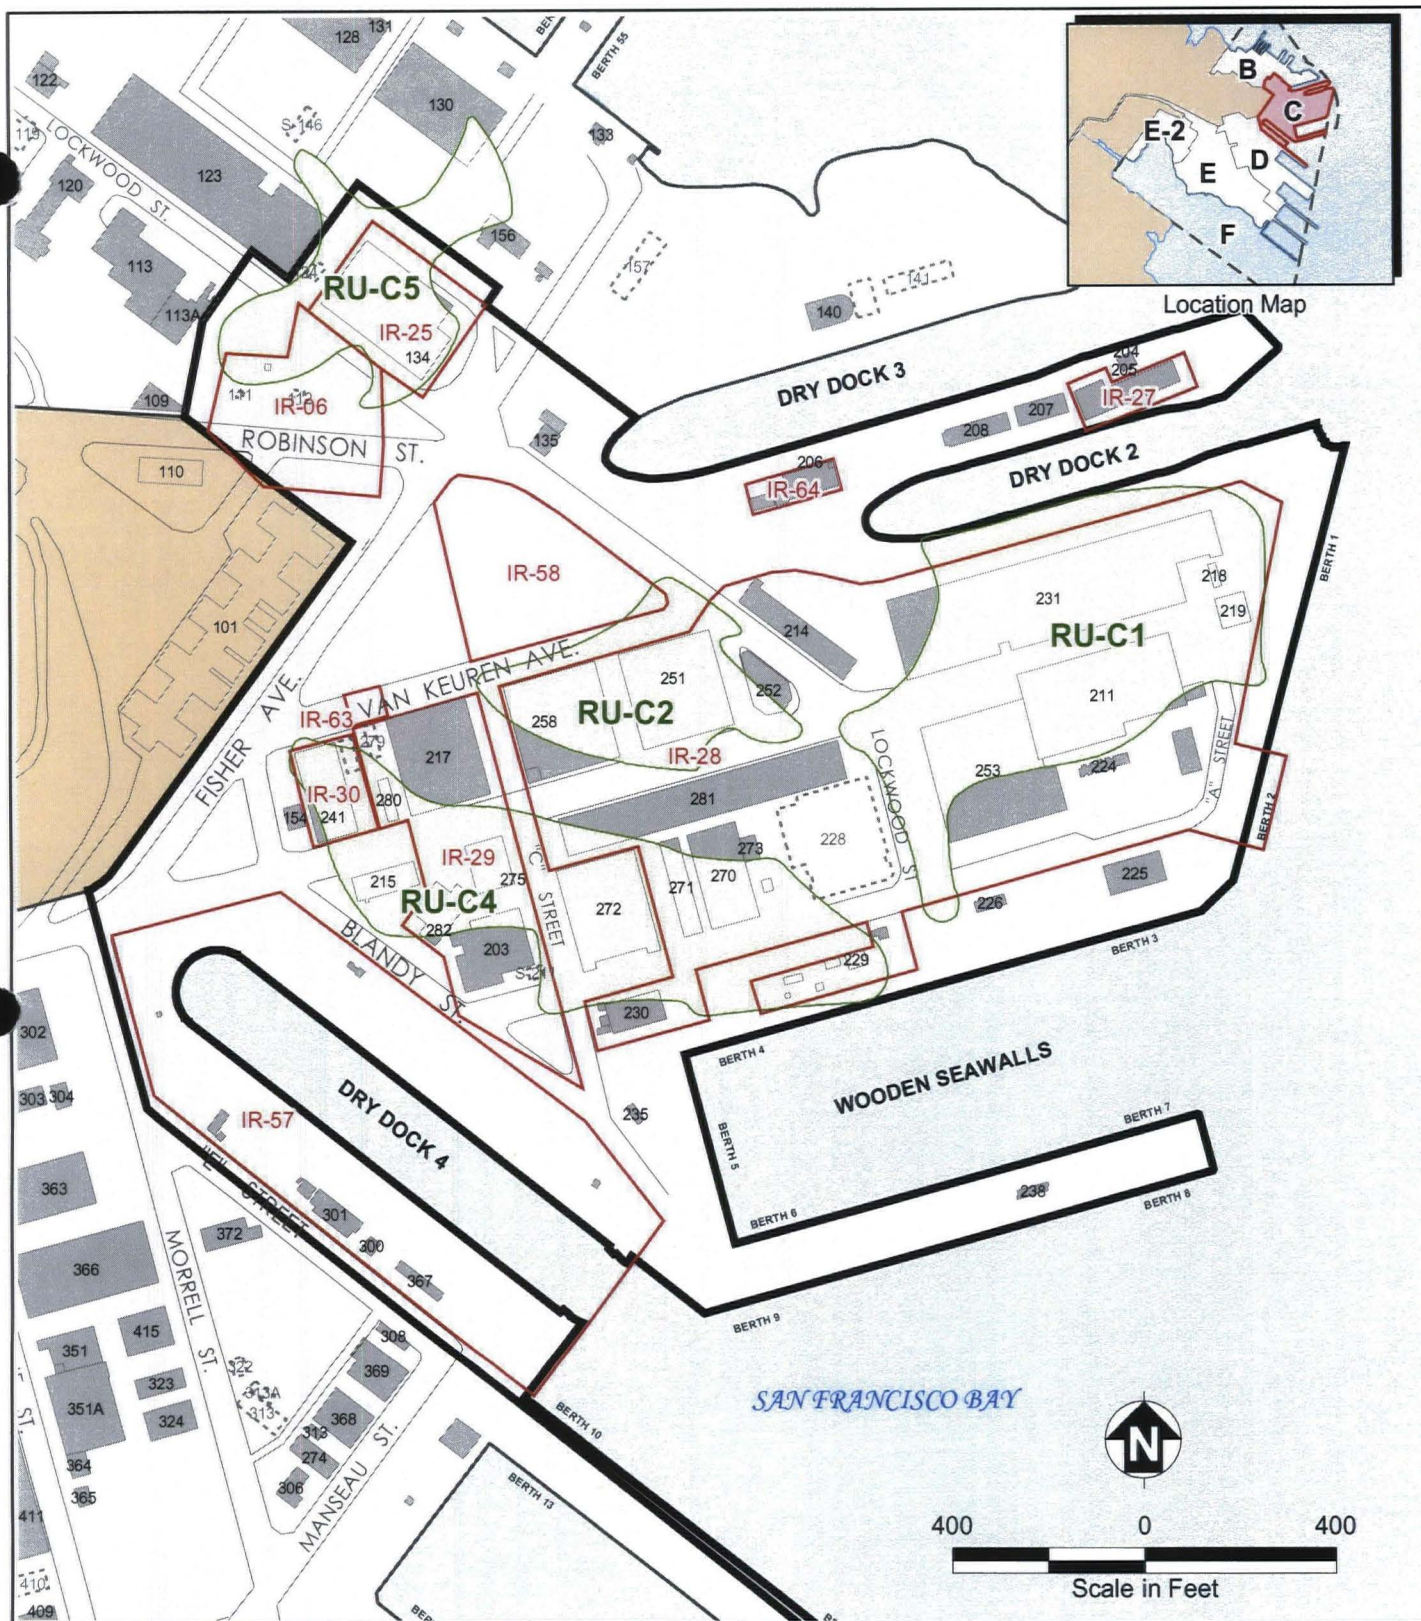 128
131
BERTH 55
122
130
S-146
133
119
LOCKWOOD ST.
123
120
156
113
157
141
113A
RU-C5
140
IR-25
134
DRY DOCK 3
204
205
IR-27
109
111
112
IR-06
207
208
135
ROBINSON ST.
206
IR-64
DRY DOCK 2
110
BERTH 1
IR-58
218
231
219
101
214
RU-C1
VAN KEUREN AVE.
251
252
211
258
RU-C2
FISHER AVE.
IR-63
279
217
IR-28
LOCKWOOD ST.
"A" STREET
253
224
IR-30
280
154
241
281
BERTH 2
228
273
IR-29
"C" STREET
215
275
271
270
225
RU-C4
272
226
282
BLANDY ST.
203
BERTH 3
229
230
302
BERTH 4
WOODEN SEAWALLS
303
304
DRY DOCK 4
IR-57
235
BERTH 5
BERTH 7
"E" STREET
363
238
BERTH 8
BERTH 6
301
372
300
MORRELL ST.
366
367
BERTH 9
415
308
351
322
369
323
313A
313
351A
324
368
313
274
364
306
365
MANSEAU ST.
BERTH 10
BERTH 13
ST.
411
410
409
SAN FRANCISCO BAY
N
400 0 400
Scale in Feet
B
C
E-2
D
E
F
Location Map